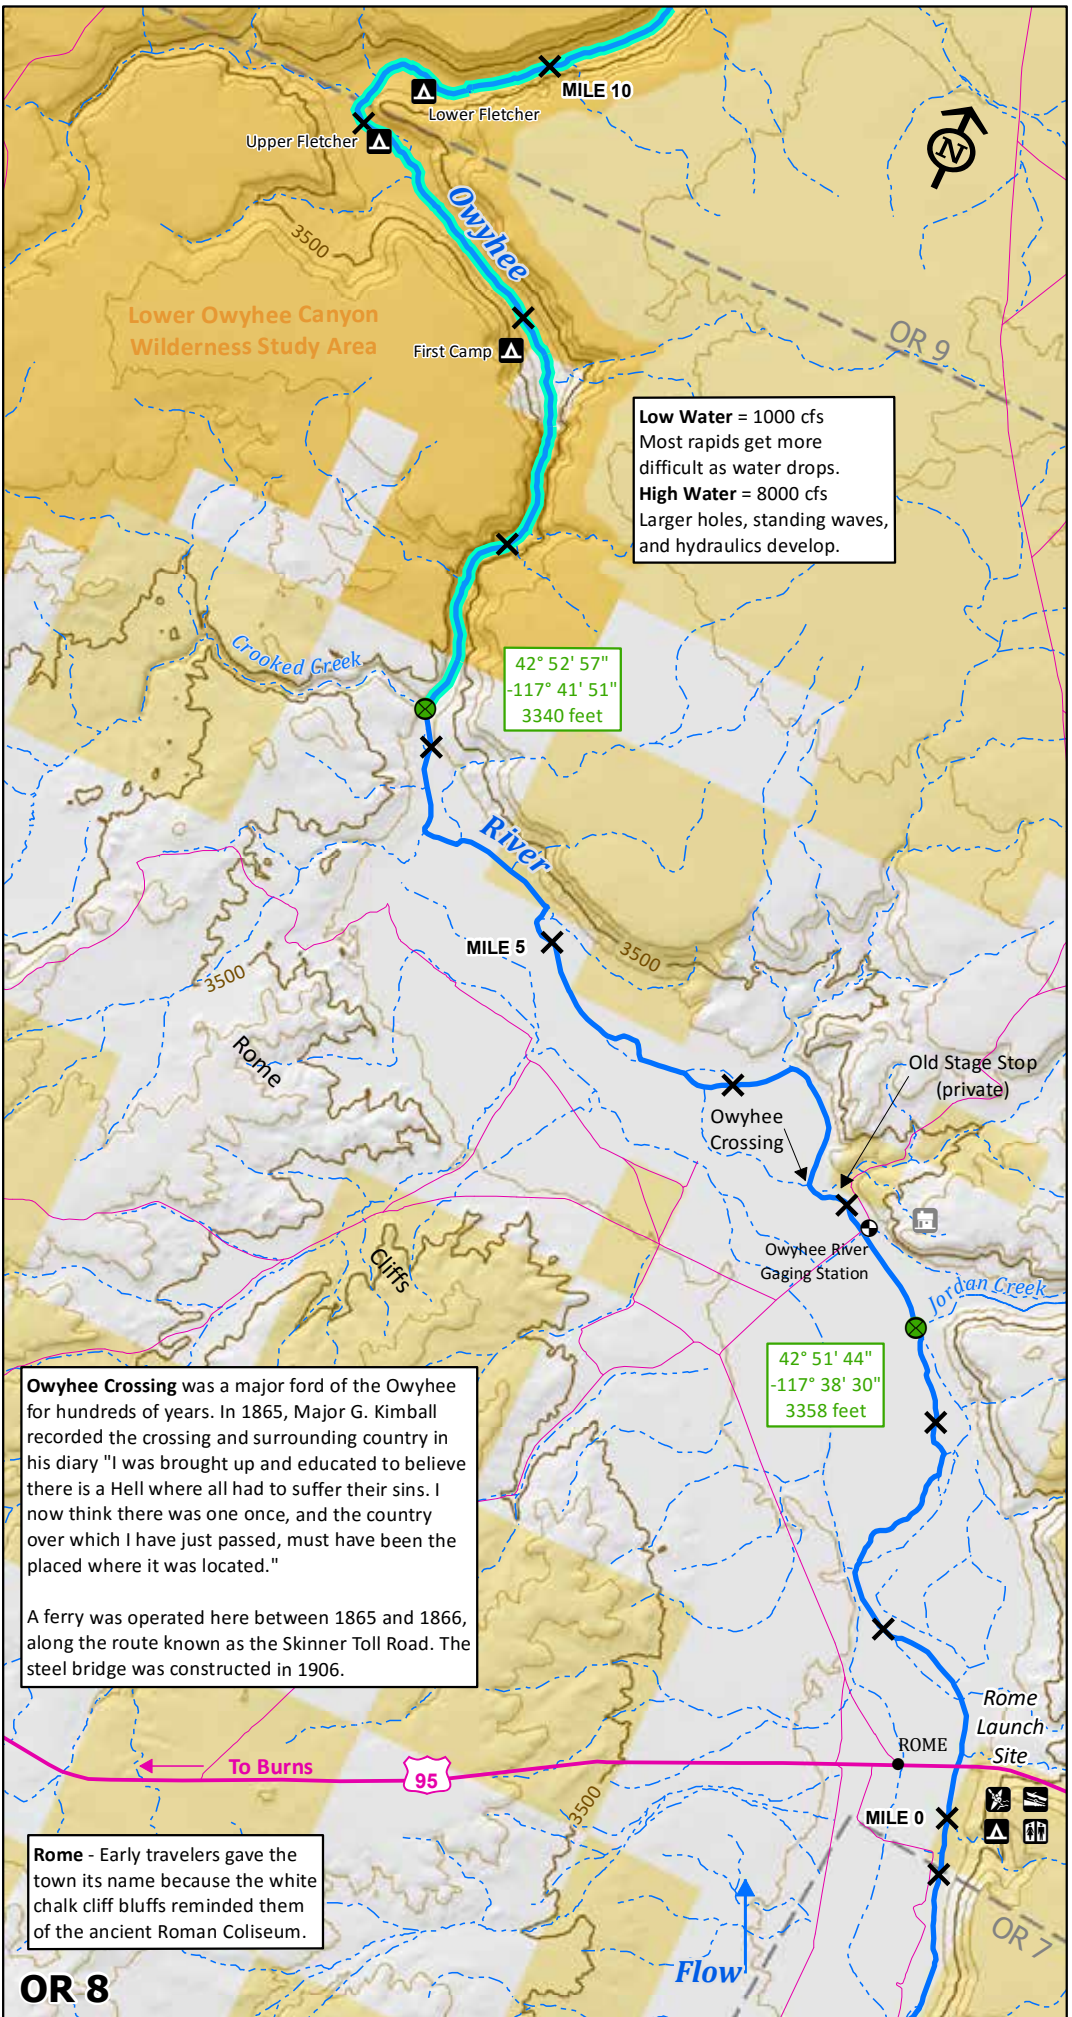 MILE 10
Lower Fletcher
Upper Fletcher
N
Owyhee
3500
Lower Owyhee Canyon
Wilderness Study Area
First Camp
OR 9
Low Water = 1000 cfs
Most rapids get more
difficult as water drops.
High Water = 8000 cfs
Larger holes, standing waves,
and hydraulics develop.
Crooked Creek
42° 52' 57"
-117° 41' 51"
3340 feet
River
MILE 5
3500
3500
Rome
Old Stage Stop
(private)
Owyhee
Crossing
Owyhee River
Gaging Station
Cliffs
Jordan Creek
42° 51' 44"
-117° 38' 30"
3358 feet
Owyhee Crossing was a major ford of the Owyhee
for hundreds of years. In 1865, Major G. Kimball
recorded the crossing and surrounding country in
his diary "I was brought up and educated to believe
there is a Hell where all had to suffer their sins. I
now think there was one once, and the country
over which I have just passed, must have been the
placed where it was located."
A ferry was operated here between 1865 and 1866,
along the route known as the Skinner Toll Road. The
steel bridge was constructed in 1906.
Rome
Launch
Site
ROME
To Burns
95
3500
MILE 0
Rome - Early travelers gave the
town its name because the white
chalk cliff bluffs reminded them
of the ancient Roman Coliseum.
OR 7
Flow
OR 8